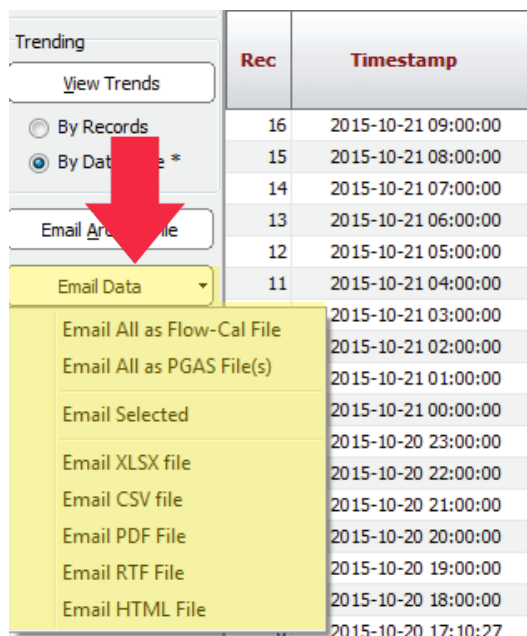 Trending
View Trends
By Records
By Dat e *
Email Ar ile
Email Data
Email All as Flow-Cal File
Email All as PGAS File(s)
Email Selected
Email XLSX file
Email CSV file
Email PDF File
Email RTF File
Email HTML File
Rec Timestamp
16 2015-10-21 09:00:00
15 2015-10-21 08:00:00
14 2015-10-21 07:00:00
13 2015-10-21 06:00:00
12 2015-10-21 05:00:00
11 2015-10-21 04:00:00
2015-10-21 03:00:00
2015-10-21 02:00:00
2015-10-21 01:00:00
2015-10-21 00:00:00
2015-10-20 23:00:00
2015-10-20 22:00:00
2015-10-20 21:00:00
2015-10-20 20:00:00
2015-10-20 19:00:00
2015-10-20 18:00:00
2015-10-20 17:10:27